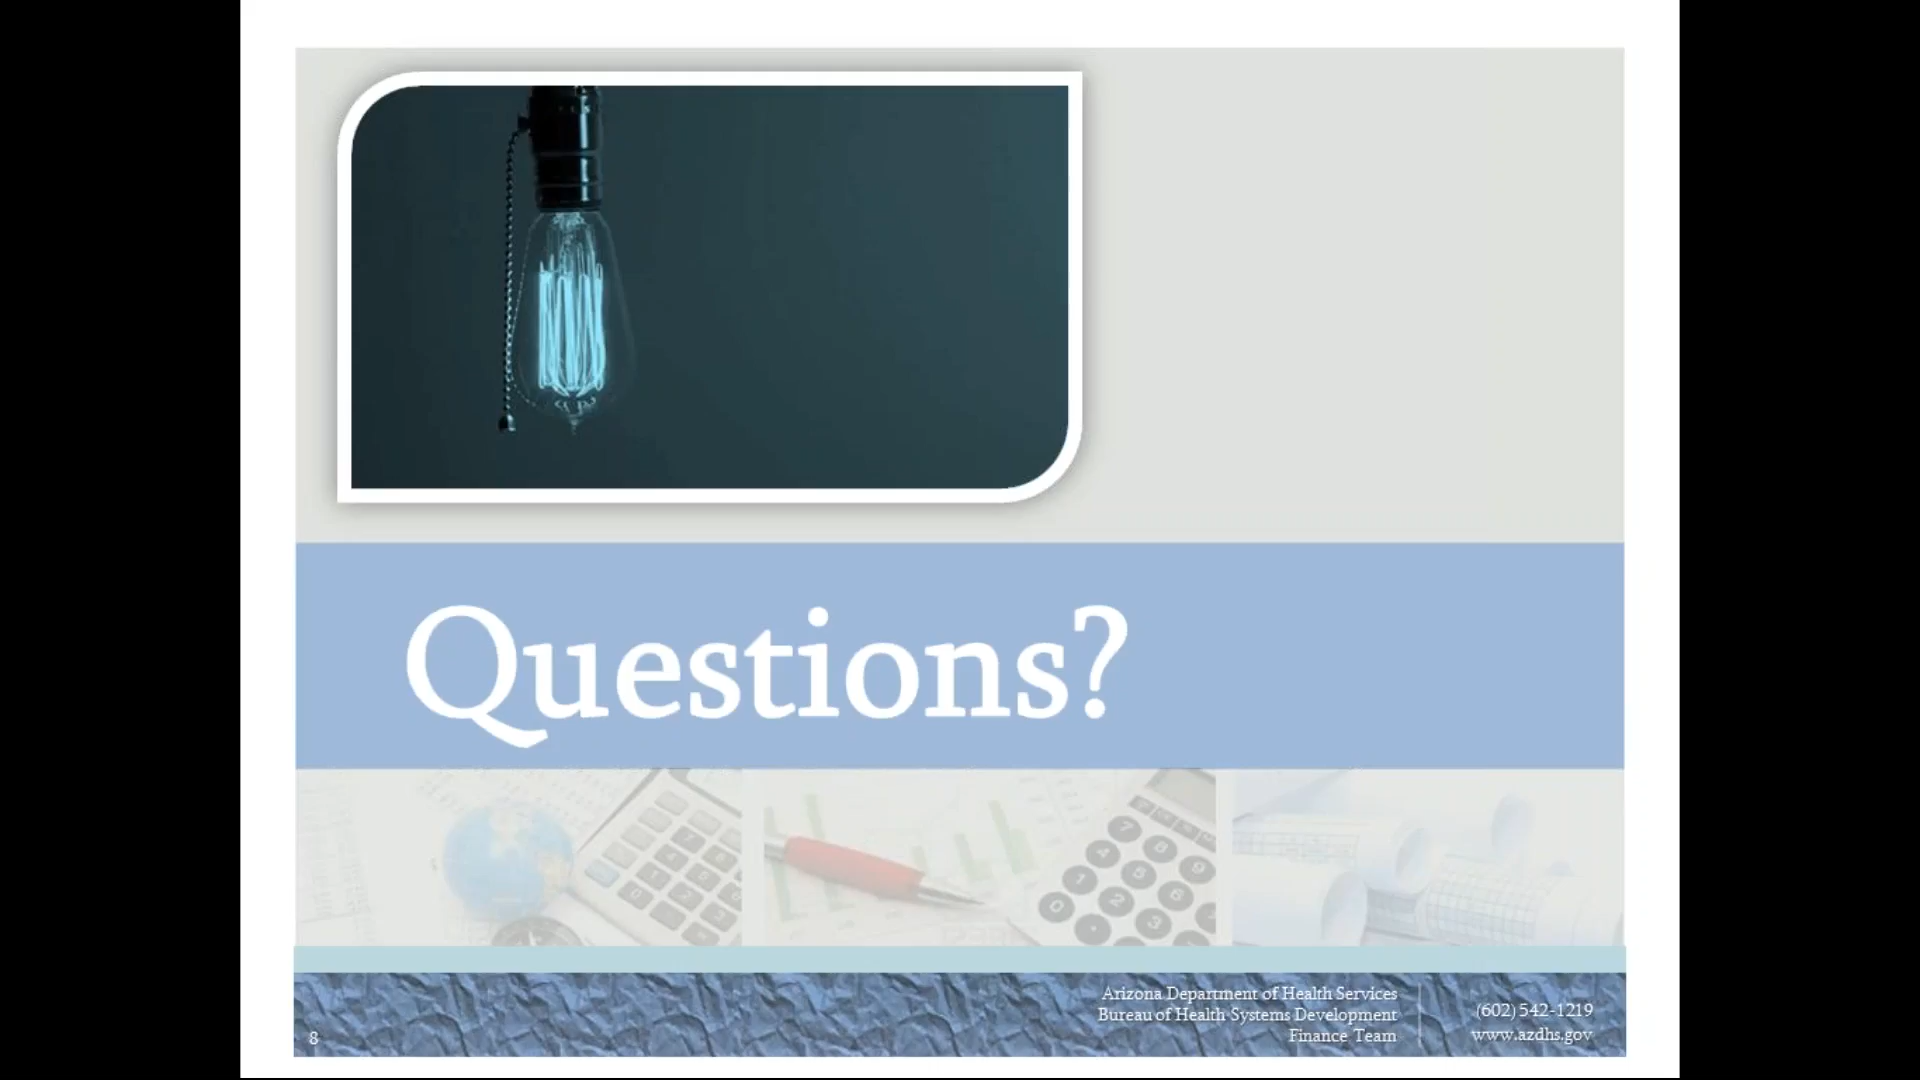 Questions?
Arizona Department of Health Services
Bureau of Health Systems Development
Finance Team
(602) 542-1219
www.azdhs.gov
8